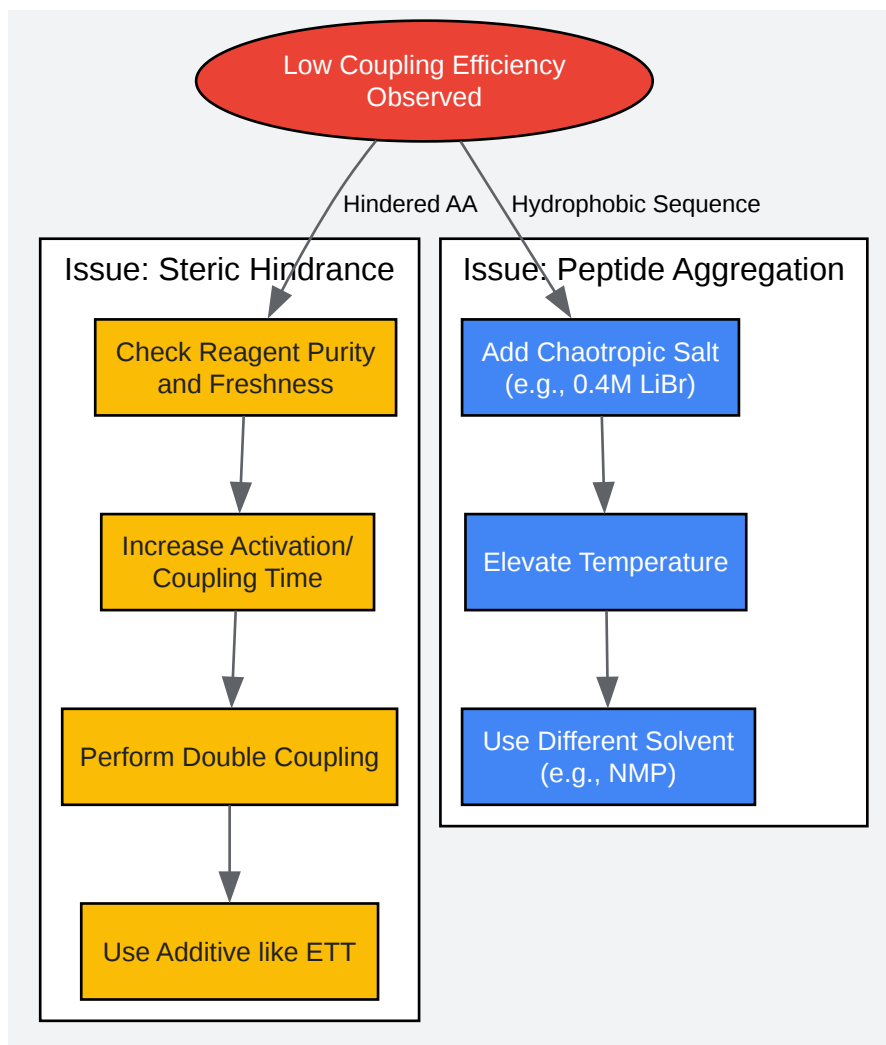 Low Coupling Efficiency
Observed
Hindered AA
Hydrophobic Sequence
Issue: Steric Hindrance
Check Reagent Purity
and Freshness
Increase Activation/
Coupling Time
Perform Double Coupling
Use Additive like ETT
Issue: Peptide Aggregation
Add Chaotropic Salt
(e.g., 0.4M LiBr)
Elevate Temperature
Use Different Solvent
(e.g., NMP)